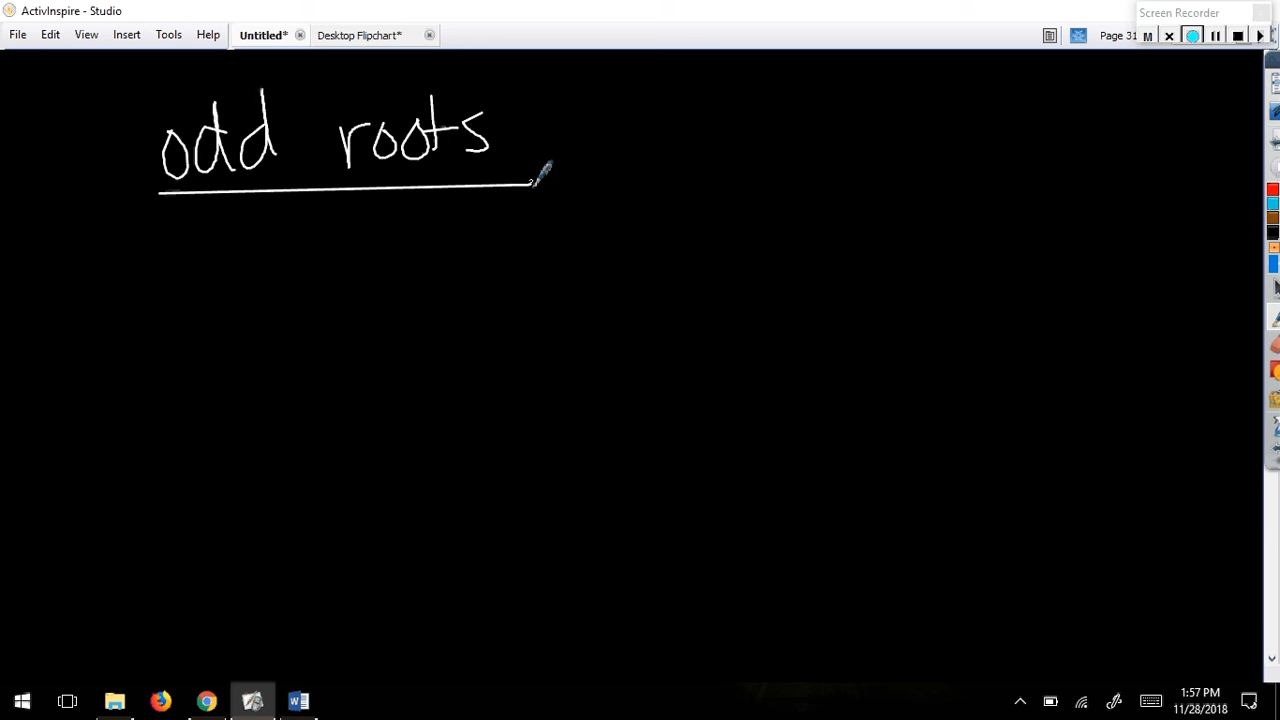 ActivInspire - Studio
Screen Recorder
File Edit View Insert Tools Help Untitled* Desktop Flipchart* Page 31
M
odd roots
1:57 PM
11/28/2018